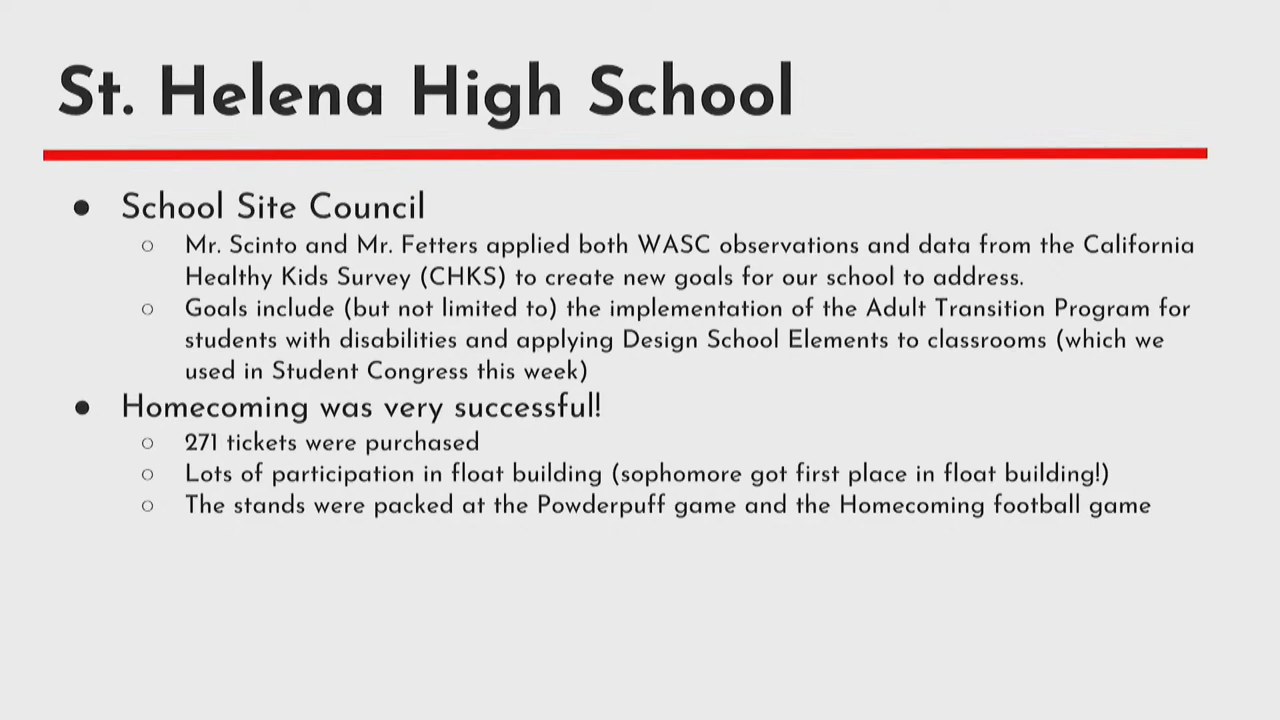 St. Helena High School
● School Site Council
○ Mr. Scinto and Mr. Fetters applied both WASC observations and data from the California
Healthy Kids Survey (CHKS) to create new goals for our school to address.
○ Goals include (but not limited to) the implementation of the Adult Transition Program for
students with disabilities and applying Design School Elements to classrooms (which we
used in Student Congress this week)
● Homecoming was very successful!
○ 271 tickets were purchased
○ Lots of participation in float building (sophomore got first place in float building!)
○ The stands were packed at the Powderpuff game and the Homecoming football game